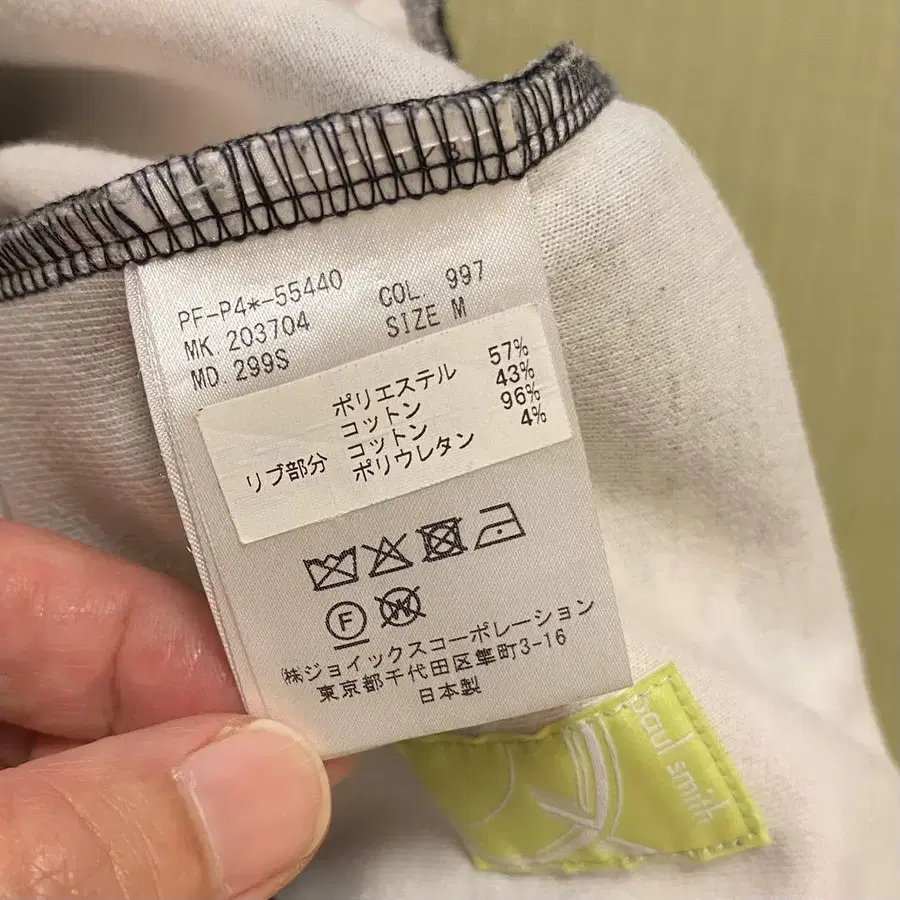 PF-P4*-55440 COL 997
MK 203704 SIZE M
MD. 299S
ポリエステル 57%
コットン 43%
リブ部分 コットン 96%
ポリウレタン 4%
F
W
㈱ジョイックスコーポレーション
東京都千代田区隼町3-16
日本製
paul smith